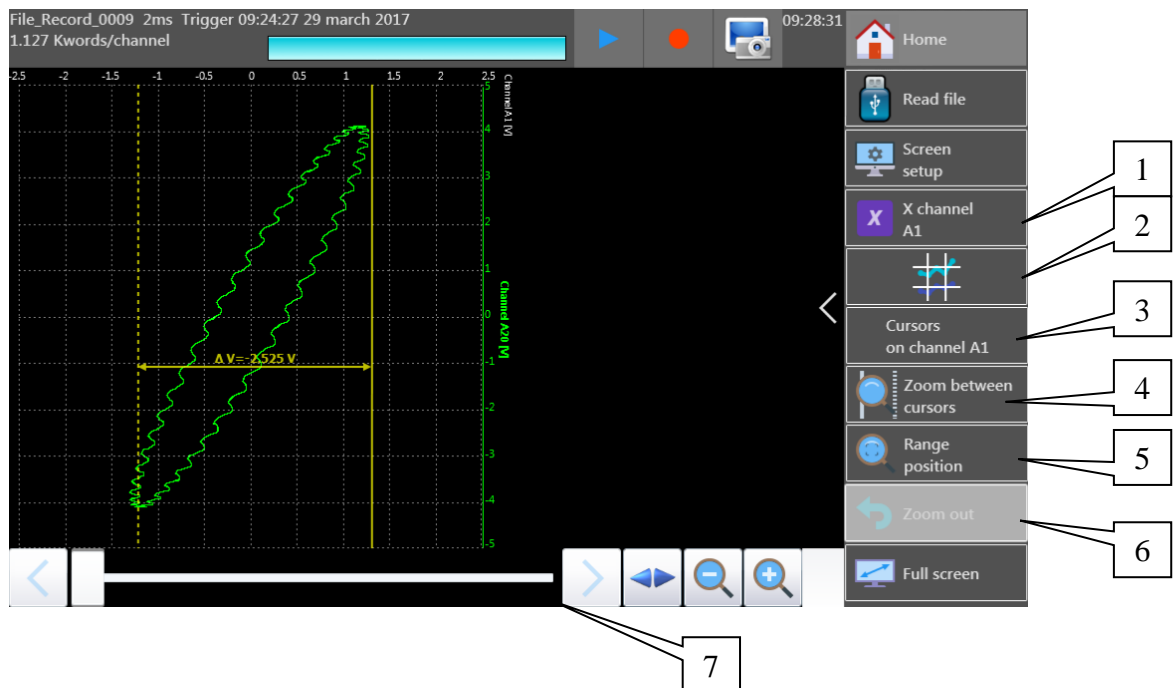 File_Record_0009 2ms Trigger 09:24:27 29 march 2017
1.127 Kwords/channel
09:28:31
Home
Read file
Screen
setup
X channel
A1
Cursors
on channel A1
Zoom between
cursors
Range
position
Zoom out
Full screen
-2.5 -2 -1.5 -1 -0.5 0 0.5 1 1.5 2 2.5
Channel A1 [V]
5
4
3
2
1
0
-1
-2
-3
-4
-5
Channel A20 [V]
Δ V=-2.525 V
X
1
2
3
4
5
6
7